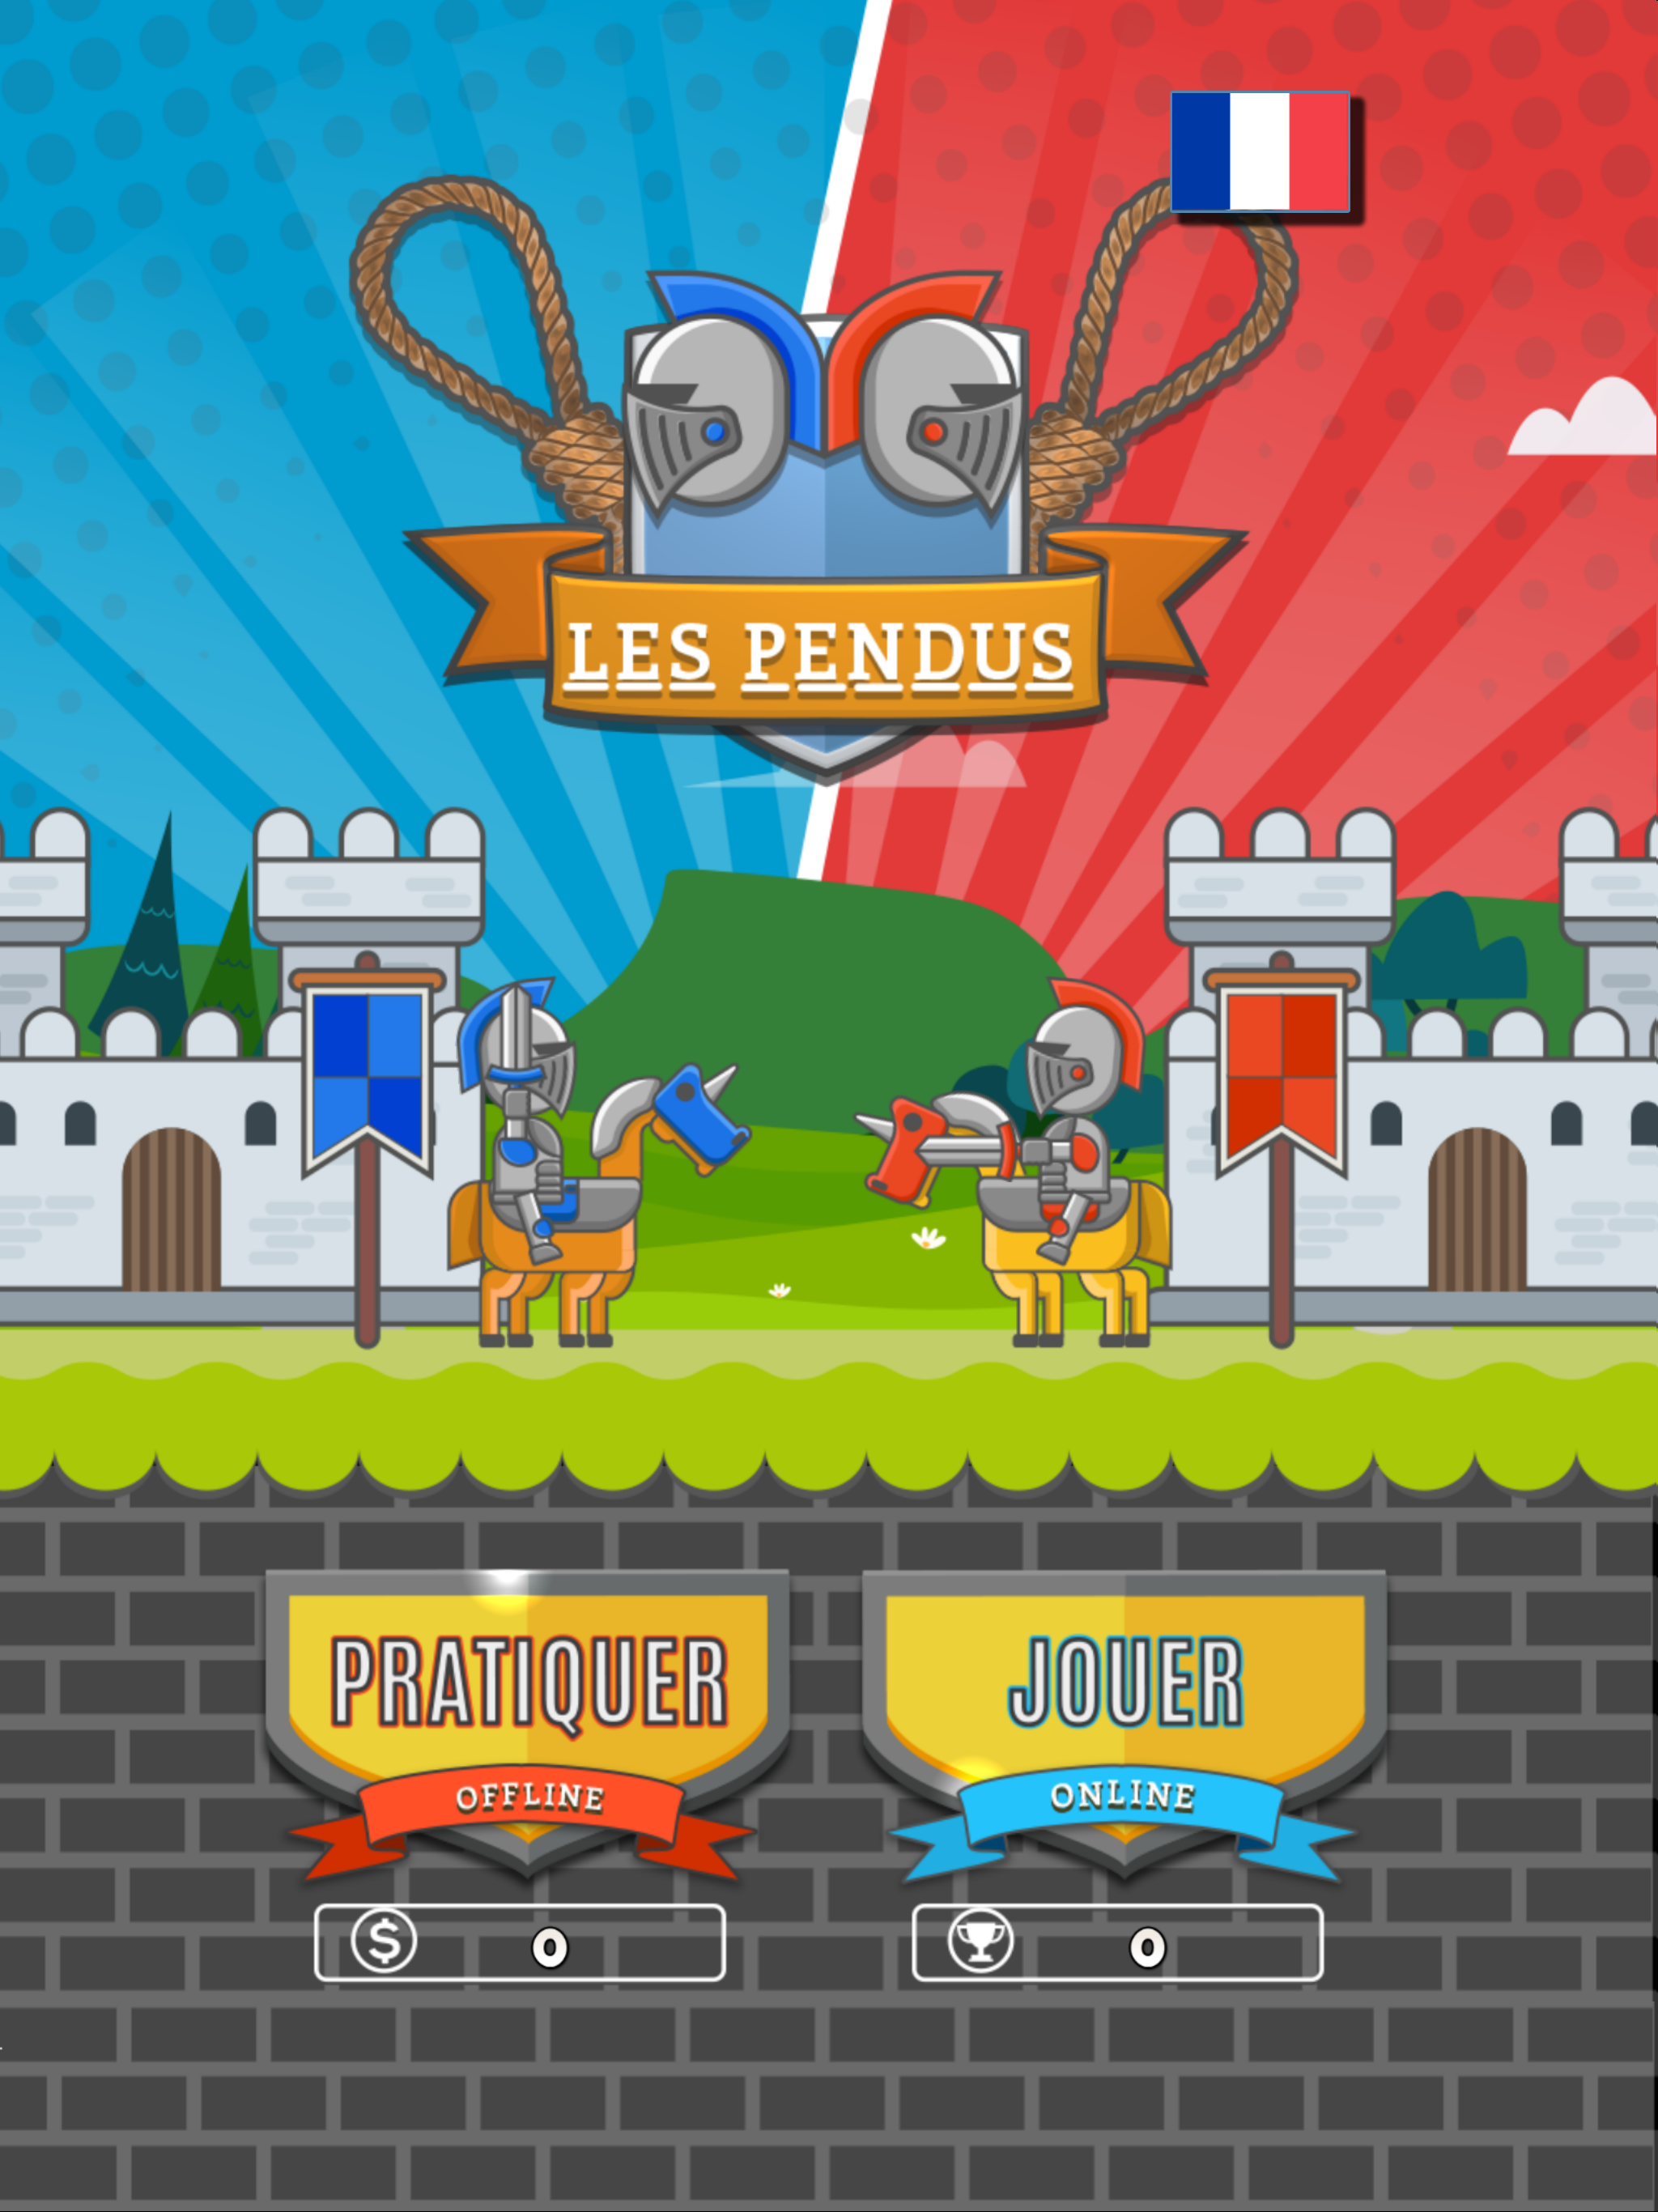 LES PENDUS
PRATIQUER
OFFLINE
0
JOUER
ONLINE
0